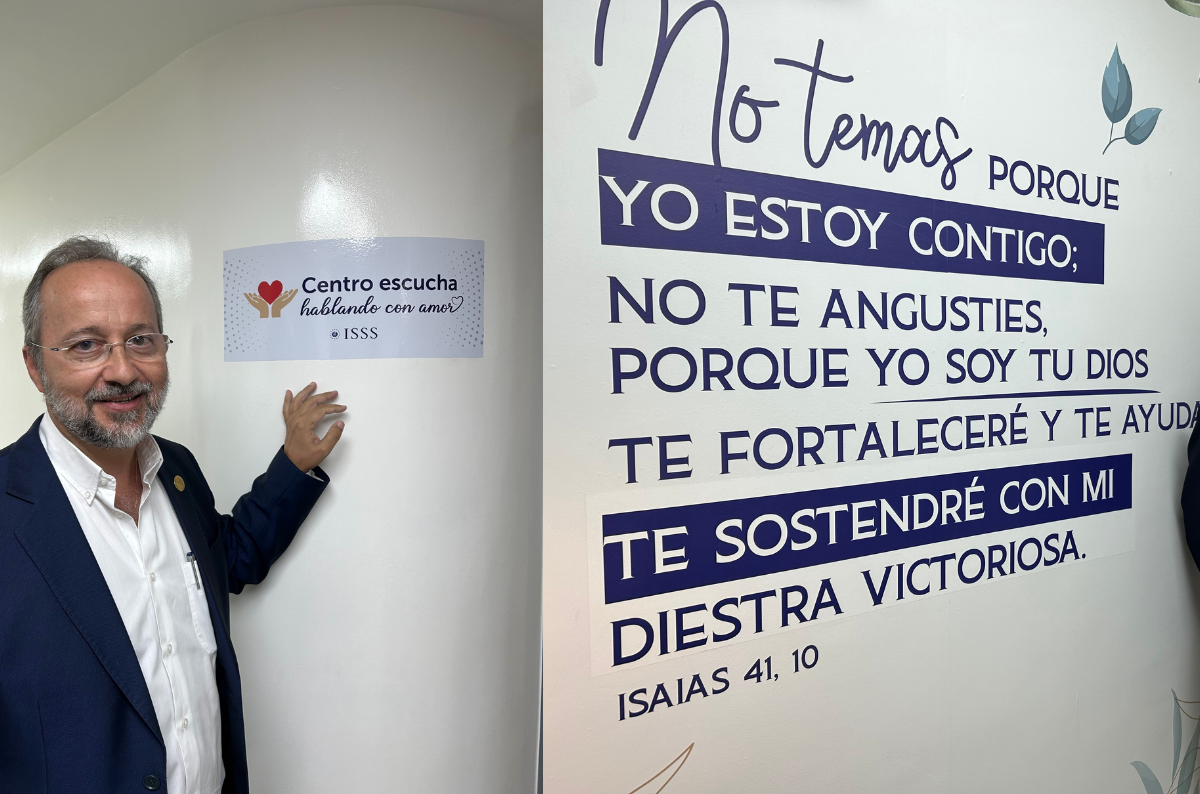 Centro escucha
hablando con amor
ISSS
No temas PORQUE
YO ESTOY CONTIGO;
NO TE ANGUSTIES,
PORQUE YO SOY TU DIOS
TE FORTALECERÉ Y TE AYUDA
TE SOSTENDRÉ CON MI
DIESTRA VICTORIOSA.
ISAIAS 41, 10